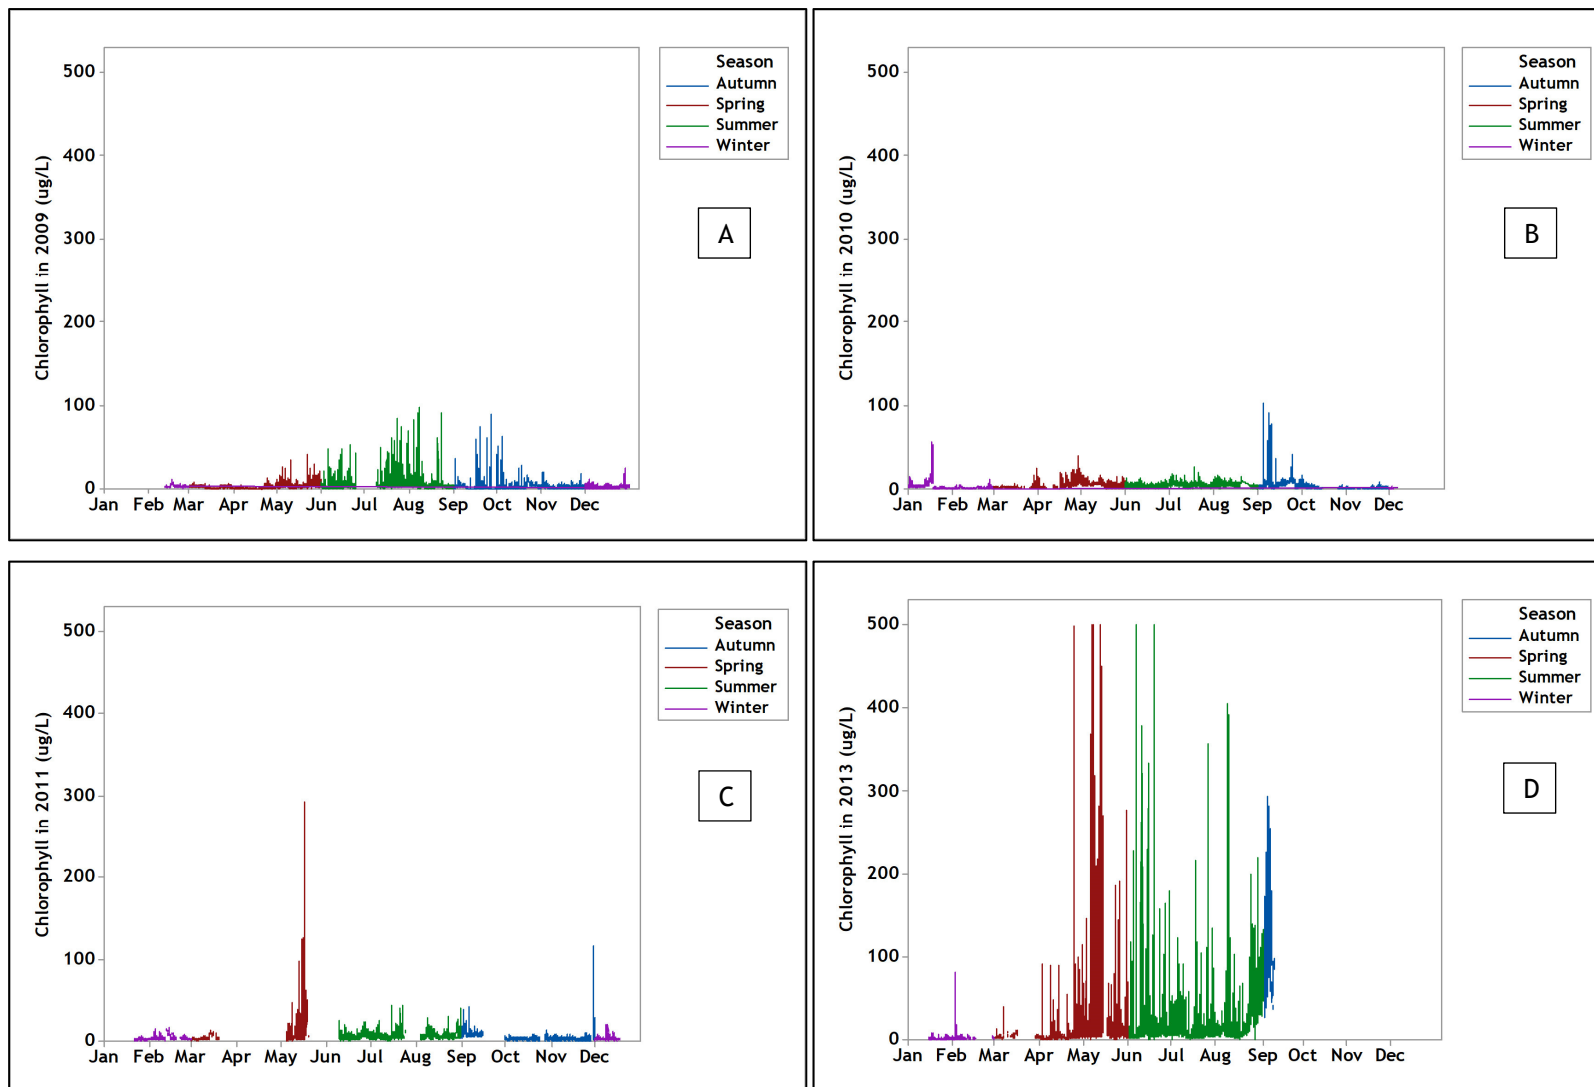 Chlorophyll in 2009 (ug/L)
500
400
300
200
100
0
Jan Feb Mar Apr May Jun Jul Aug Sep Oct Nov Dec
Season
Autumn
Spring
Summer
Winter
A
Chlorophyll in 2010 (ug/L)
500
400
300
200
100
0
Jan Feb Mar Apr May Jun Jul Aug Sep Oct Nov Dec
Season
Autumn
Spring
Summer
Winter
B
Chlorophyll in 2011 (ug/L)
500
400
300
200
100
0
Jan Feb Mar Apr May Jun Jul Aug Sep Oct Nov Dec
Season
Autumn
Spring
Summer
Winter
C
Chlorophyll in 2013 (ug/L)
500
400
300
200
100
0
Jan Feb Mar Apr May Jun Jul Aug Sep Oct Nov Dec
Season
Autumn
Spring
Summer
Winter
D